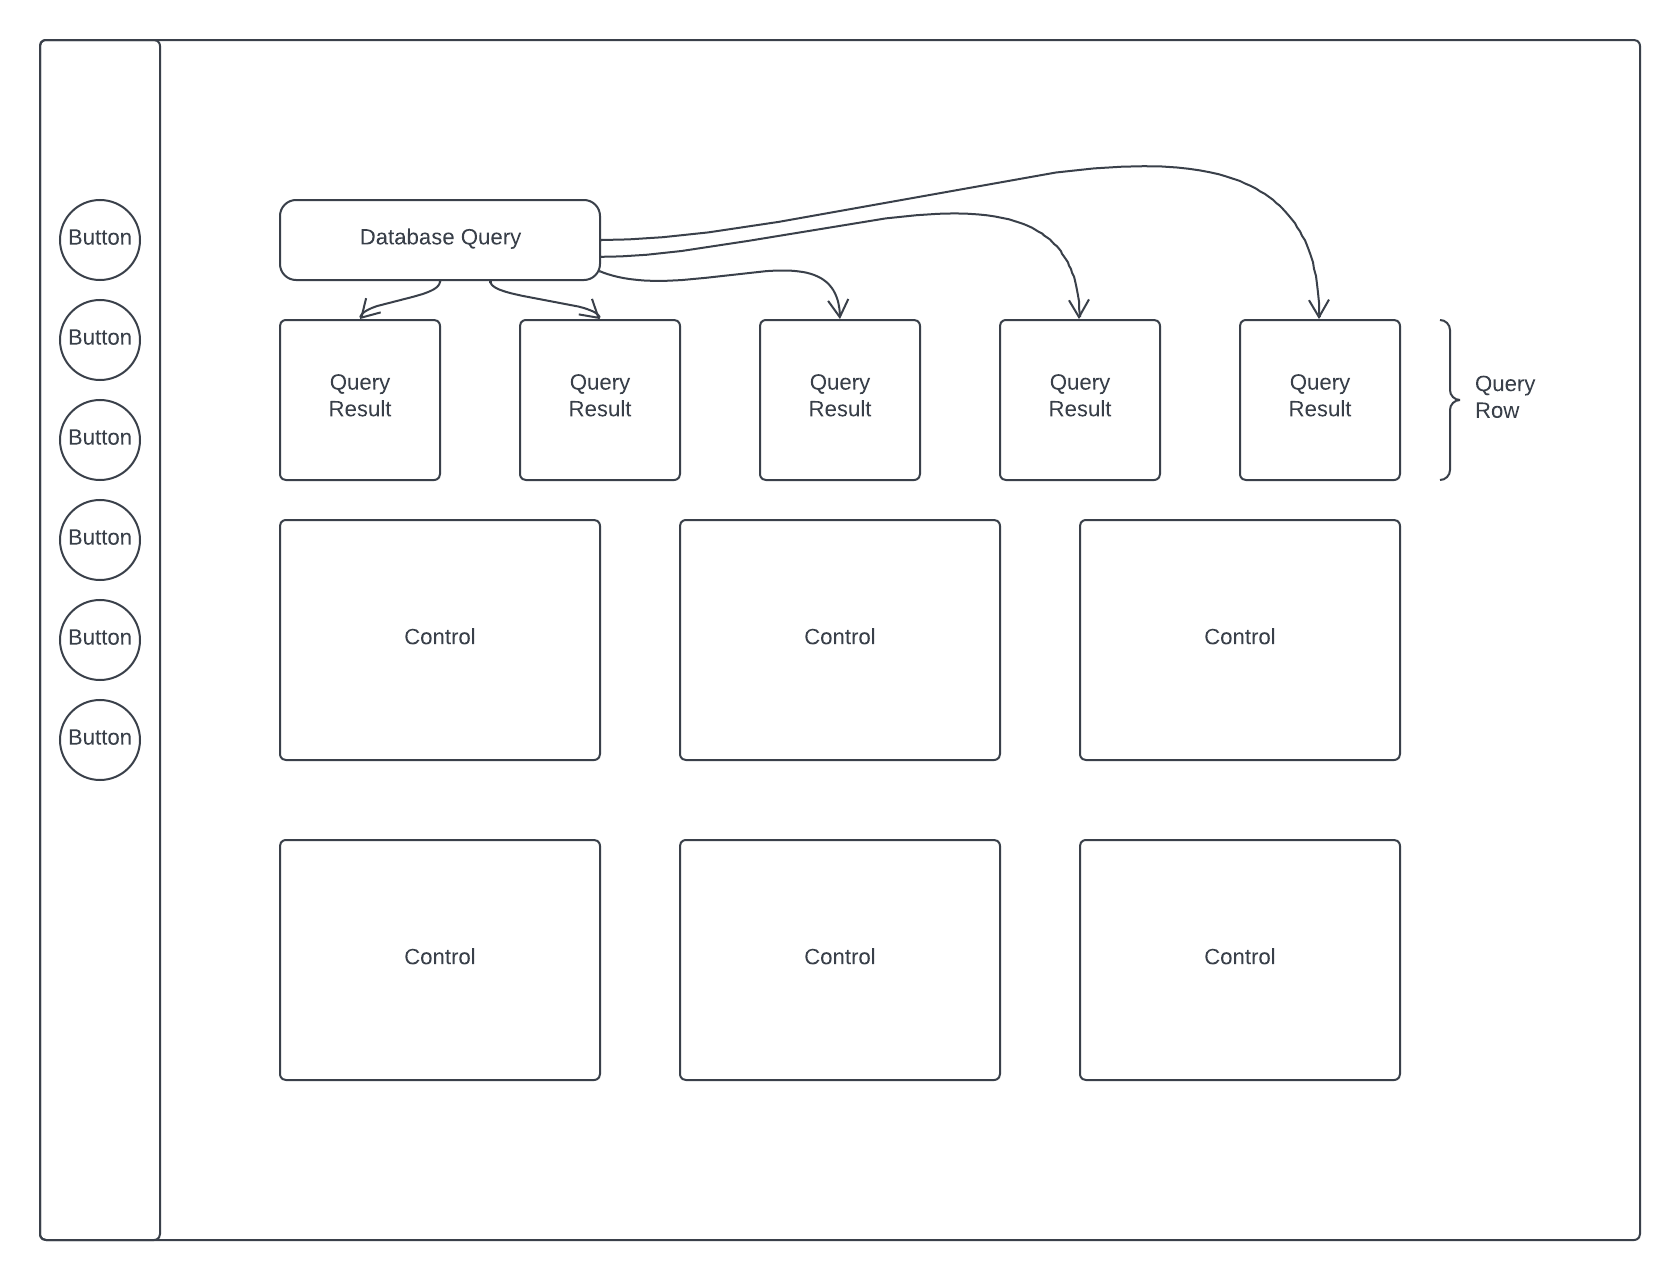 Button
Button
Button
Button
Button
Button
Database Query
Query
Result
Query
Result
Query
Result
Query
Result
Query
Result
Query
Row
Control
Control
Control
Control
Control
Control